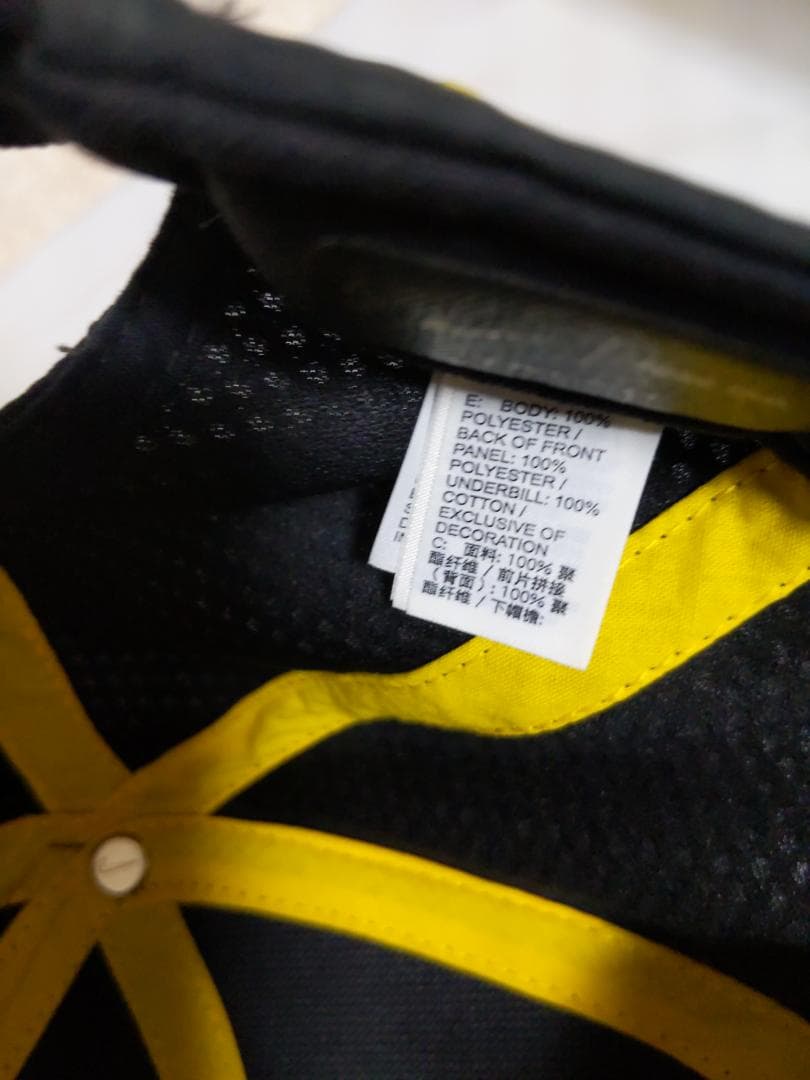 E: BODY: 100%
POLYESTER /
BACK OF FRONT
PANEL: 100%
POLYESTER /
UNDERBILL: 100%
COTTON /
EXCLUSIVE OF
DECORATION
C: 面料: 100% 聚
酯纤维 / 前片拼接
（背面）: 100% 聚
酯纤维 / 下帽檐: